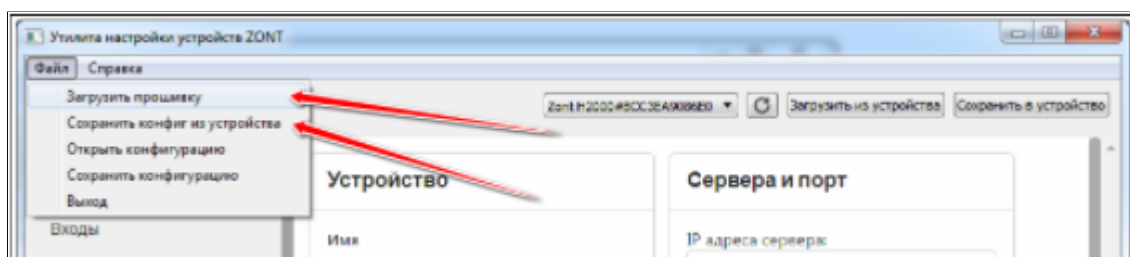 Утилита настройки устройств ZONT
Файл Справка
Загрузить прошивку
Загрузить из устройства Сохранить в устройство
Сохранить конфиг из устройства
Открыть конфигурацию
Сохранить конфигурацию
Выход
Устройство
Сервера и порт
Входы
Имя
IP адреса сервера: